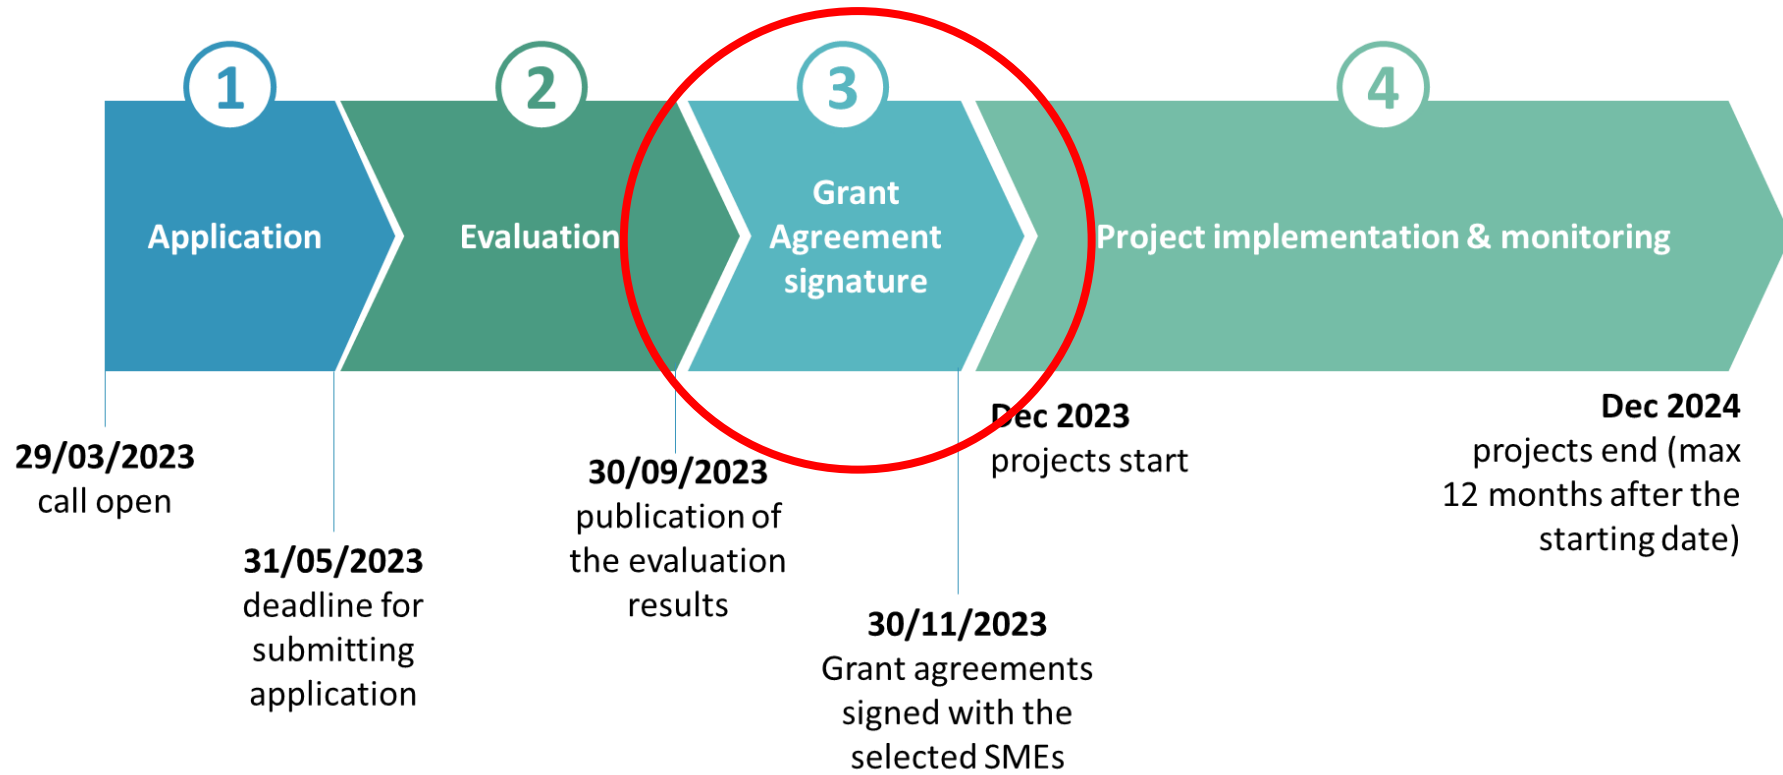 1
2
3
4
Application
Evaluation
Grant
Agreement
signature
Project implementation & monitoring
29/03/2023
call open
31/05/2023
deadline for
submitting
application
30/09/2023
publication of
the evaluation
results
30/11/2023
Grant agreements
signed with the
selected SMEs
Dec 2023
projects start
Dec 2024
projects end (max
12 months after the
starting date)